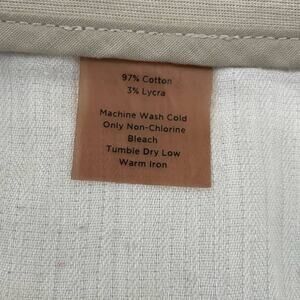 97% Cotton
3% Lycra
Machine Wash Cold
Only Non-Chlorine
Bleach
Tumble Dry Low
Warm Iron